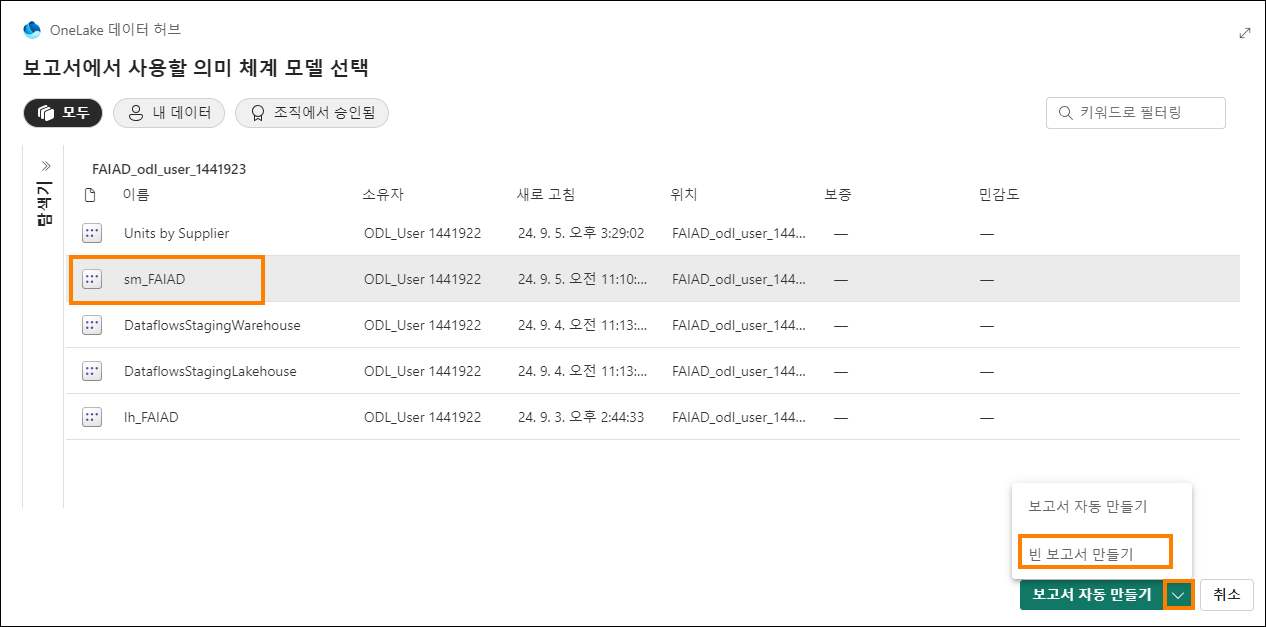 OneLake 데이터 허브
보고서에서 사용할 의미 체계 모델 선택
모두 내 데이터 조직에서 승인됨 키워드로 필터링
탐색기
FAIAD_odl_user_1441923
이름 소유자 새로 고침 위치 보증 민감도
Units by Supplier ODL_User 1441922 24. 9. 5. 오후 3:29:02 FAIAD_odl_user_144... — —
sm_FAIAD ODL_User 1441922 24. 9. 5. 오전 11:10:... FAIAD_odl_user_144... — —
DataflowsStagingWarehouse ODL_User 1441922 24. 9. 4. 오전 11:13:... FAIAD_odl_user_144... — —
DataflowsStagingLakehouse ODL_User 1441922 24. 9. 4. 오전 11:13:... FAIAD_odl_user_144... — —
lh_FAIAD ODL_User 1441922 24. 9. 3. 오후 2:44:33 FAIAD_odl_user_144... — —
보고서 자동 만들기
빈 보고서 만들기
보고서 자동 만들기 취소